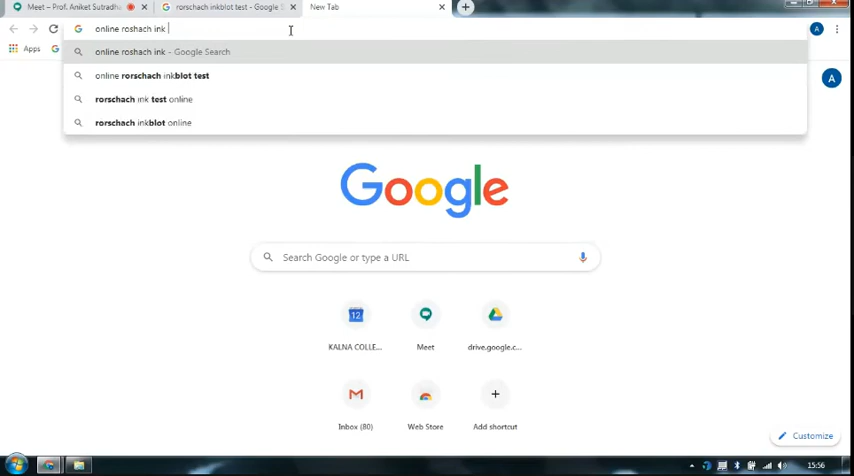 Meet – Prof. Aniket Sutradha
rorschach inkblot test - Google S
New Tab
online roshach ink
A
Apps
online roshach ink - Google Search
online rorschach inkblot test
rorschach ink test online
rorschach inkblot online
A
Google
Search Google or type a URL
12
KALNA COLLE...
Meet
drive.google.c...
Inbox (80)
Web Store
Add shortcut
Customize
15:56